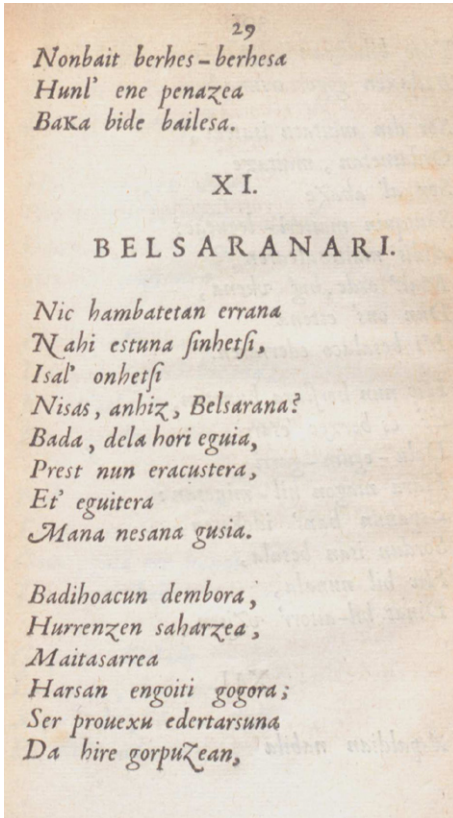 29
Nonbait berhes-berhesa
Hunl' ene penaZea
BaKa bide bailesa.
XI.
BELSARANARI.
Nic hambatetan errana
Nahi estuna ſinhetſi,
Isal' onhetſi
Nisas, anhiz, Belsarana?
Bada, dela hori eguia,
Prest nun eracustera,
Et' eguitera
Mana nesana gusia.
Badihoacun dembora,
Hurrenzen saharzea,
Maitasarrea
Harsan engoiti gogora;
Ser prouexu edertarsuna
Da hire gorpuZean,